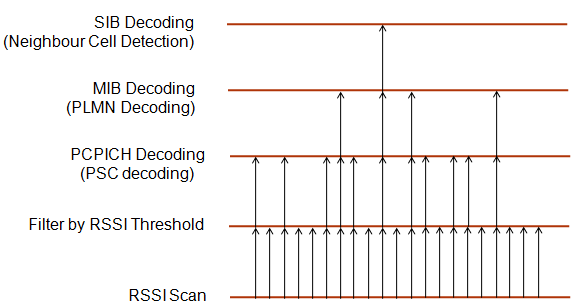 SIB Decoding
(Neighbour Cell Detection)
MIB Decoding
(PLMN Decoding)
PCPICH Decoding
(PSC decoding)
Filter by RSSI Threshold
RSSI Scan